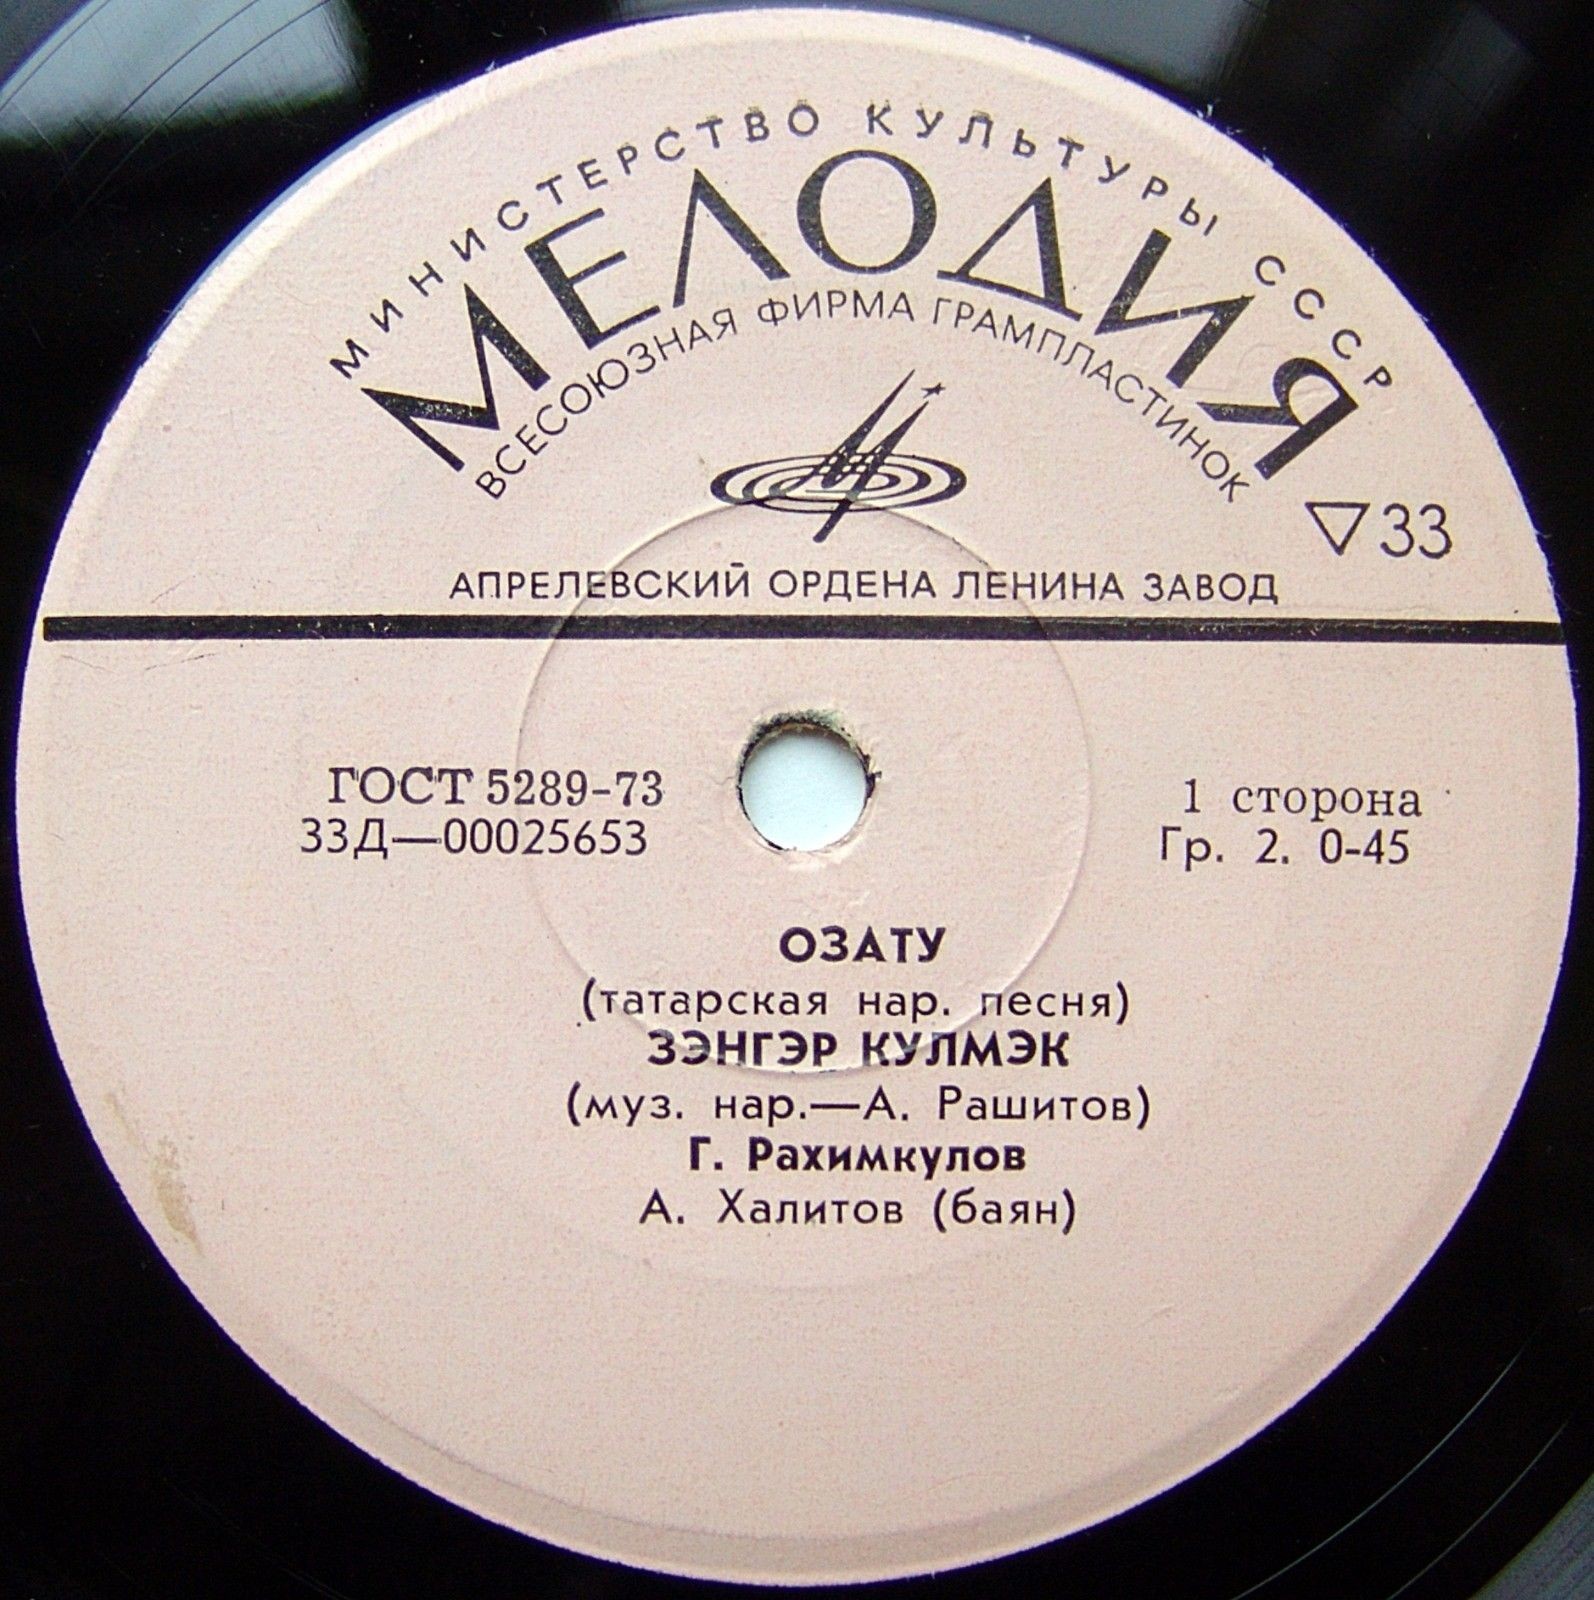 МИНИСТЕРСТВО КУЛЬТУРЫ СССР
МЕЛОДИЯ
ВСЕСОЮЗНАЯ ФИРМА ГРАМПЛАСТИНОК
▽33
АПРЕЛЕВСКИЙ ОРДЕНА ЛЕНИНА ЗАВОД
ГОСТ 5289-73
33Д—00025653
1 сторона
Гр. 2. 0-45
ОЗАТУ
(татарская нар. песня)
ЗЭНГЭР КУЛМЭК
(муз. нар.—А. Рашитов)
Г. Рахимкулов
А. Халитов (баян)